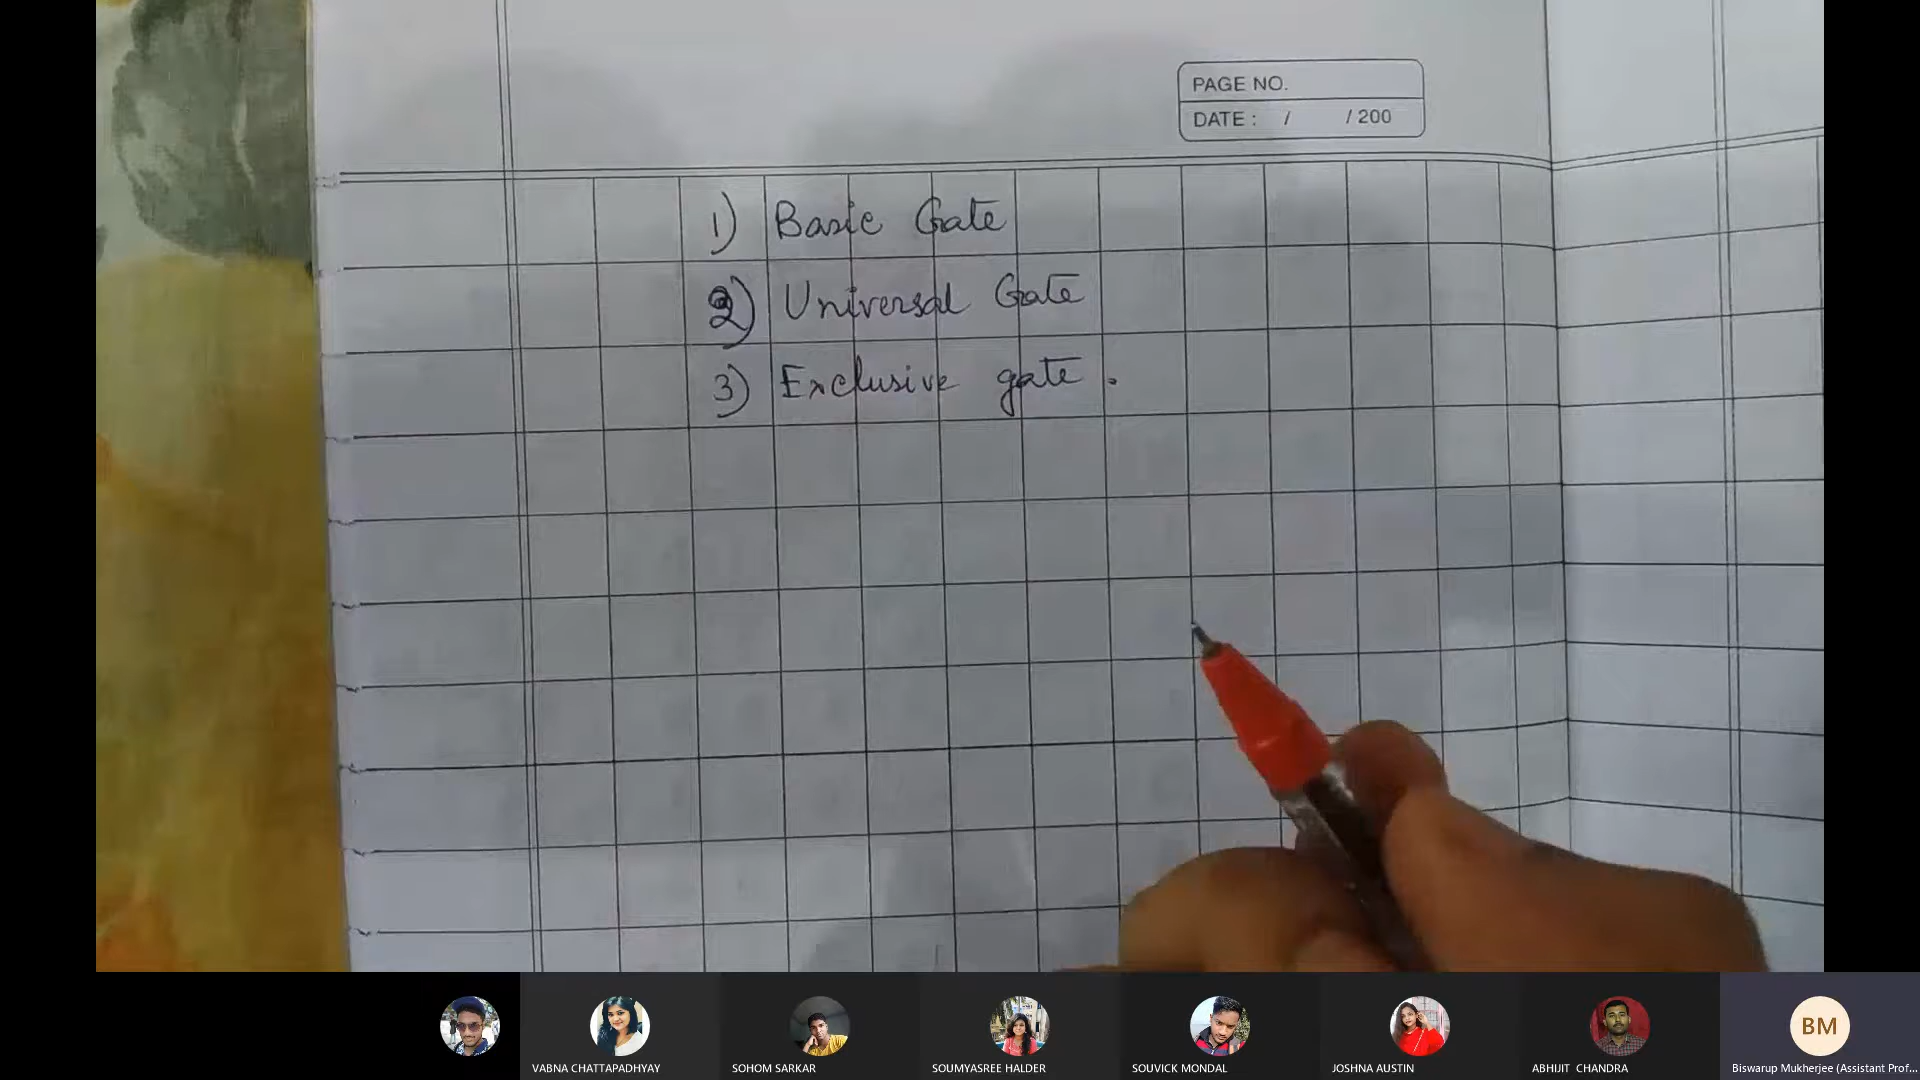 PAGE NO.
DATE : / / 200
1) Basic Gate
2) Universal Gate
3) Exclusive gate.
VABNA CHATTAPADHYAY
SOHOM SARKAR
SOUMYASREE HALDER
SOUVICK MONDAL
JOSHNA AUSTIN
ABHIJIT CHANDRA
BM
Biswarup Mukherjee (Assistant Prof...